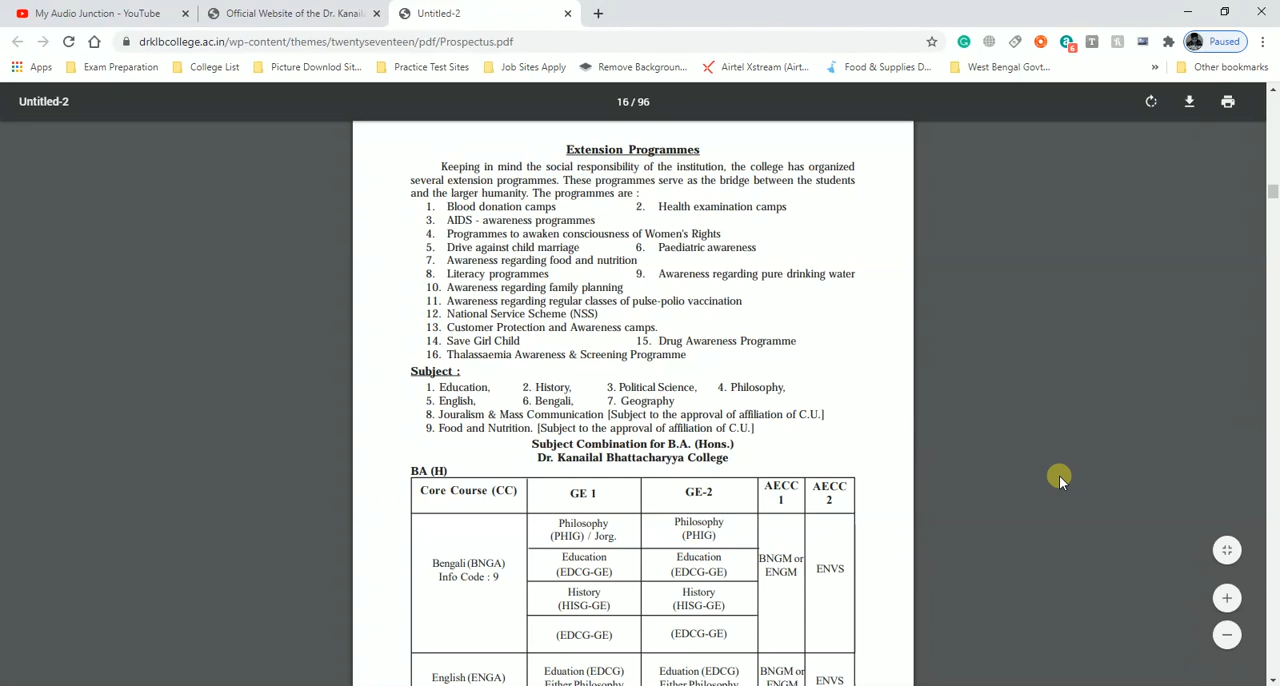 My Audio Junction - YouTube
Official Website of the Dr. Kanail
Untitled-2
drklbcollege.ac.in/wp-content/themes/twentyseventeen/pdf/Prospectus.pdf
6
Paused
Apps Exam Preparation College List Picture Downlod Sit... Practice Test Sites Job Sites Apply Remove Backgroun... Airtel Xstream (Airt... Food & Supplies D... West Bengal Govt... » Other bookmarks
Untitled-2
16 / 96
Extension Programmes
Keeping in mind the social responsibility of the institution, the college has organized
several extension programmes. These programmes serve as the bridge between the students
and the larger humanity. The programmes are :
1. Blood donation camps 2. Health examination camps
3. AIDS - awareness programmes
4. Programmes to awaken consciousness of Women's Rights
5. Drive against child marriage 6. Paediatric awareness
7. Awareness regarding food and nutrition
8. Literacy programmes 9. Awareness regarding pure drinking water
10. Awareness regarding family planning
11. Awareness regarding regular classes of pulse-polio vaccination
12. National Service Scheme (NSS)
13. Customer Protection and Awareness camps.
14. Save Girl Child 15. Drug Awareness Programme
16. Thalassaemia Awareness & Screening Programme
Subject :
1. Education, 2. History, 3. Political Science, 4. Philosophy,
5. English, 6. Bengali, 7. Geography
8. Jouralism & Mass Communication [Subject to the approval of affiliation of C.U.]
9. Food and Nutrition. [Subject to the approval of affiliation of C.U.]
Subject Combination for B.A. (Hons.)
Dr. Kanailal Bhattacharyya College
BA (H)
Core Course (CC) GE 1 GE-2 AECC 1 AECC 2
Philosophy (PHIG) / Jorg. Philosophy (PHIG)
Bengali (BNGA) Info Code : 9 Education (EDCG-GE) Education (EDCG-GE) BNGM or ENGM ENVS
History (HISG-GE) History (HISG-GE)
(EDCG-GE) (EDCG-GE)
English (ENGA) Eduation (EDCG) Eduation (EDCG) BNGM or ENVS
Either Philosophy Either Philosophy ENGM